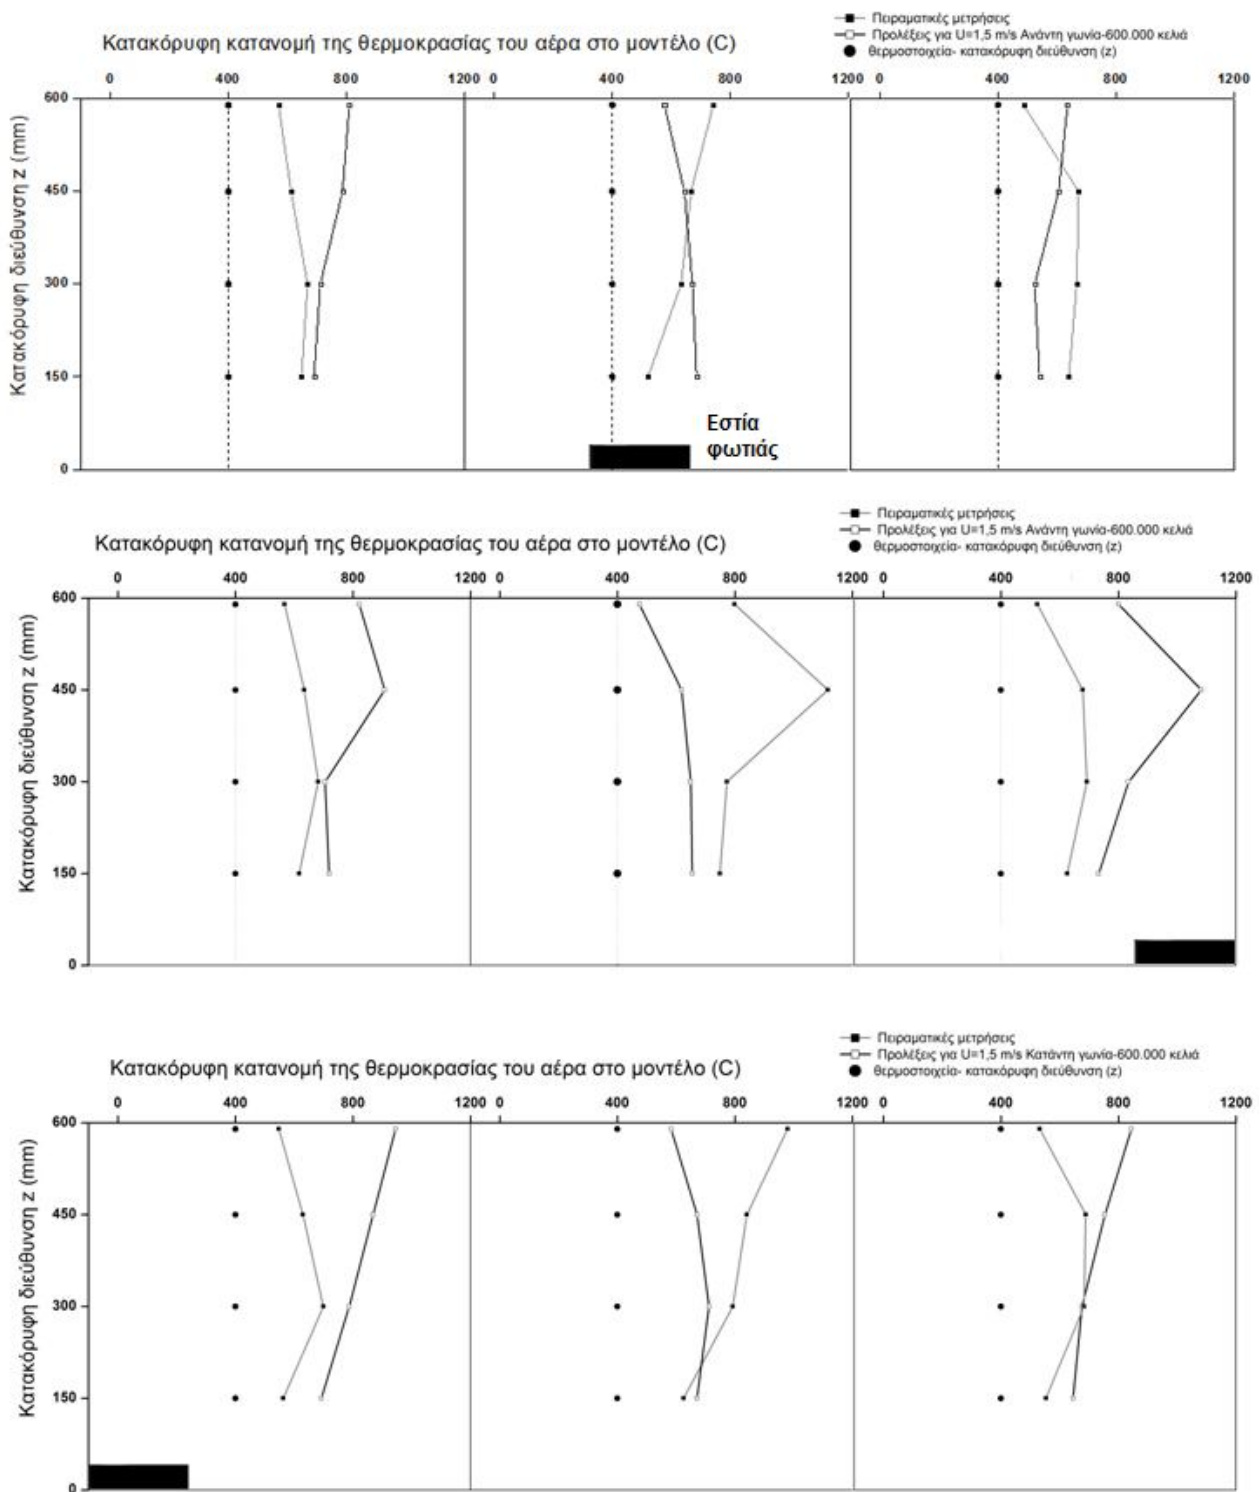 Πειραματικές μετρήσεις
Προλέξεις για U=1,5 m/s Ανάντη γωνία-600.000 κελιά
θερμοστοιχεία- κατακόρυφη διεύθυνση (z)
Κατακόρυφη κατανομή της θερμοκρασίας του αέρα στο μοντέλο (C)
0 400 800 1200 0 400 800 1200 0 400 800 1200
Κατακόρυφη διεύθυνση z (mm)
600
450
300
150
0
Εστία
φωτιάς
Πειραματικές μετρήσεις
Προλέξεις για U=1,5 m/s Ανάντη γωνία-600.000 κελιά
θερμοστοιχεία- κατακόρυφη διεύθυνση (z)
Κατακόρυφη κατανομή της θερμοκρασίας του αέρα στο μοντέλο (C)
0 400 800 1200 0 400 800 1200 0 400 800 1200
Κατακόρυφη διεύθυνση z (mm)
600
450
300
150
0
Πειραματικές μετρήσεις
Προλέξεις για U=1,5 m/s Κατάντη γωνία-600.000 κελιά
θερμοστοιχεία- κατακόρυφη διεύθυνση (z)
Κατακόρυφη κατανομή της θερμοκρασίας του αέρα στο μοντέλο (C)
0 400 800 1200 0 400 800 1200 0 400 800 1200
Κατακόρυφη διεύθυνση z (mm)
600
450
300
150
0